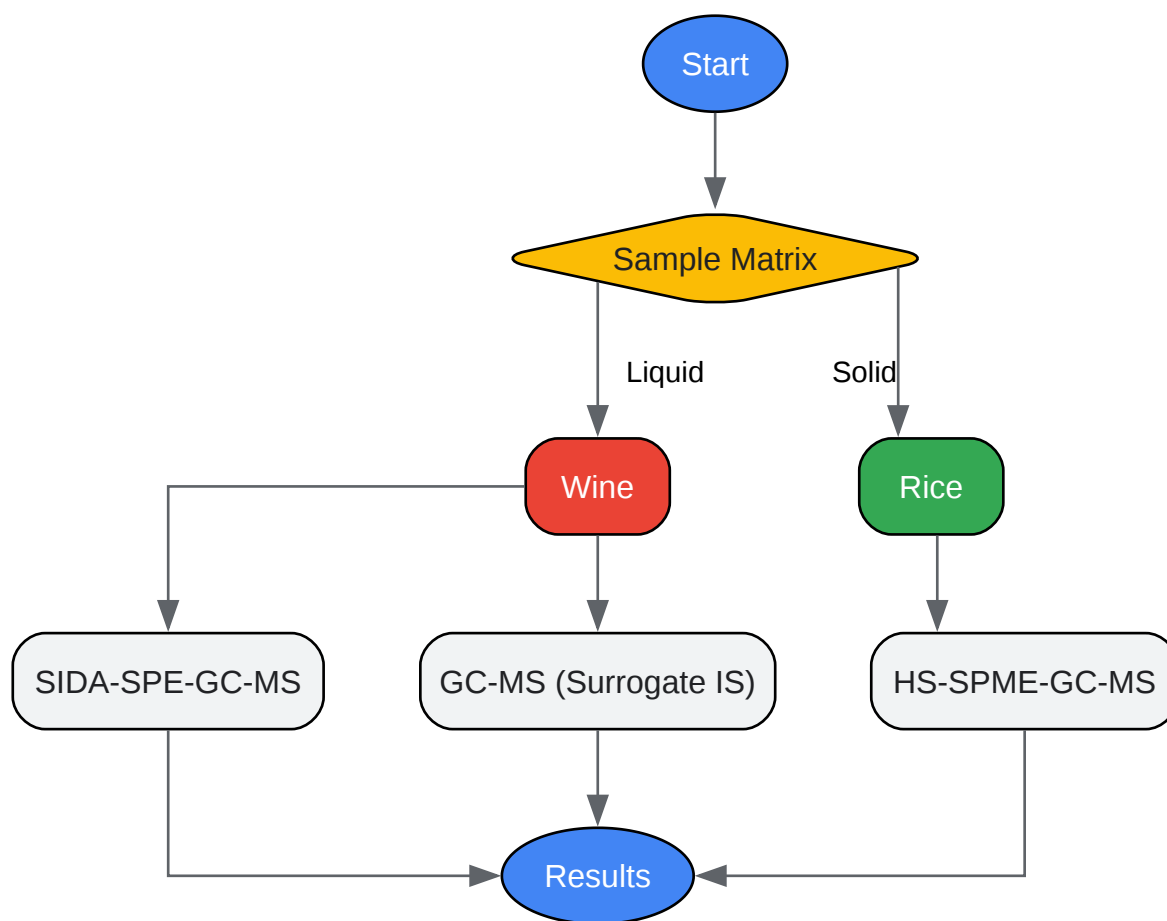 Start
Sample Matrix
Liquid
Solid
Wine
Rice
SIDA-SPE-GC-MS
GC-MS (Surrogate IS)
HS-SPME-GC-MS
Results